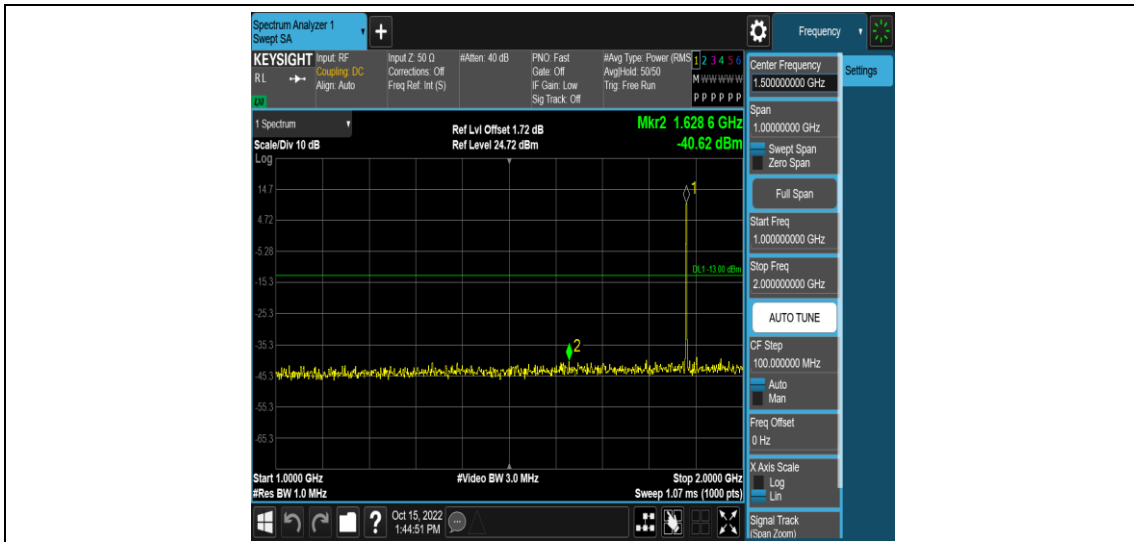 Spectrum Analyzer 1
Swept SA
+
Frequency
KEYSIGHT
RL
LXI
Input: RF
Coupling: DC
Align: Auto
Input Z: 50 Ω
Corrections: Off
Freq Ref: Int (S)
#Atten: 40 dB
PNO: Fast
Gate: Off
IF Gain: Low
Sig Track: Off
#Avg Type: Power (RMS
Avg|Hold: 50/50
Trig: Free Run
1 2 3 4 5 6
M W W W W W
P P P P P P
1 Spectrum
Scale/Div 10 dB
Log
Ref Lvl Offset 1.72 dB
Ref Level 24.72 dBm
Mkr2 1.628 6 GHz
-40.62 dBm
1
14.7
4.72
-5.28
DL1 -13.00 dBm
-15.3
-25.3
-35.3
2
-45.3
-55.3
-65.3
Start 1.0000 GHz
#Res BW 1.0 MHz
#Video BW 3.0 MHz
Stop 2.0000 GHz
Sweep 1.07 ms (1000 pts)
?
Oct 15, 2022
1:44:51 PM
Center Frequency
1.500000000 GHz
Settings
Span
1.00000000 GHz
Swept Span
Zero Span
Full Span
Start Freq
1.000000000 GHz
Stop Freq
2.000000000 GHz
AUTO TUNE
CF Step
100.000000 MHz
Auto
Man
Freq Offset
0 Hz
X Axis Scale
Log
Lin
Signal Track
(Span Zoom)